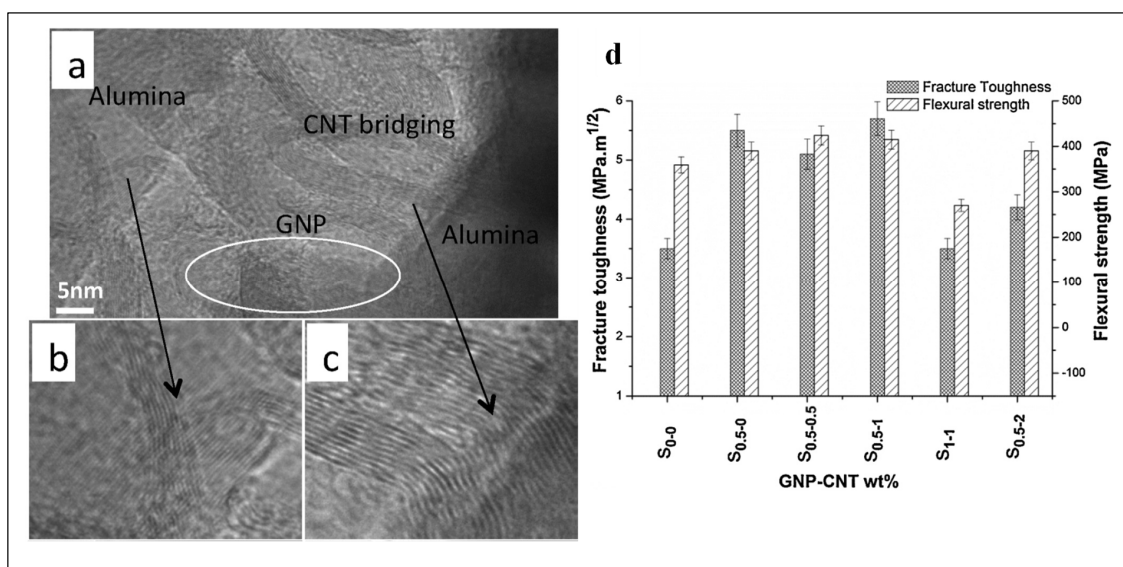 a
Alumina
CNT bridging
GNP
Alumina
5nm
b
c
d
Fracture Toughness
Flexural strength
Fracture toughness (MPa.m1/2)
6
5
4
3
2
1
500
400
300
200
100
0
-100
Flexural strength (MPa)
S0-0
S0.5-0
S0.5-0.5
S0.5-1
S1-1
S0.5-2
GNP-CNT wt%